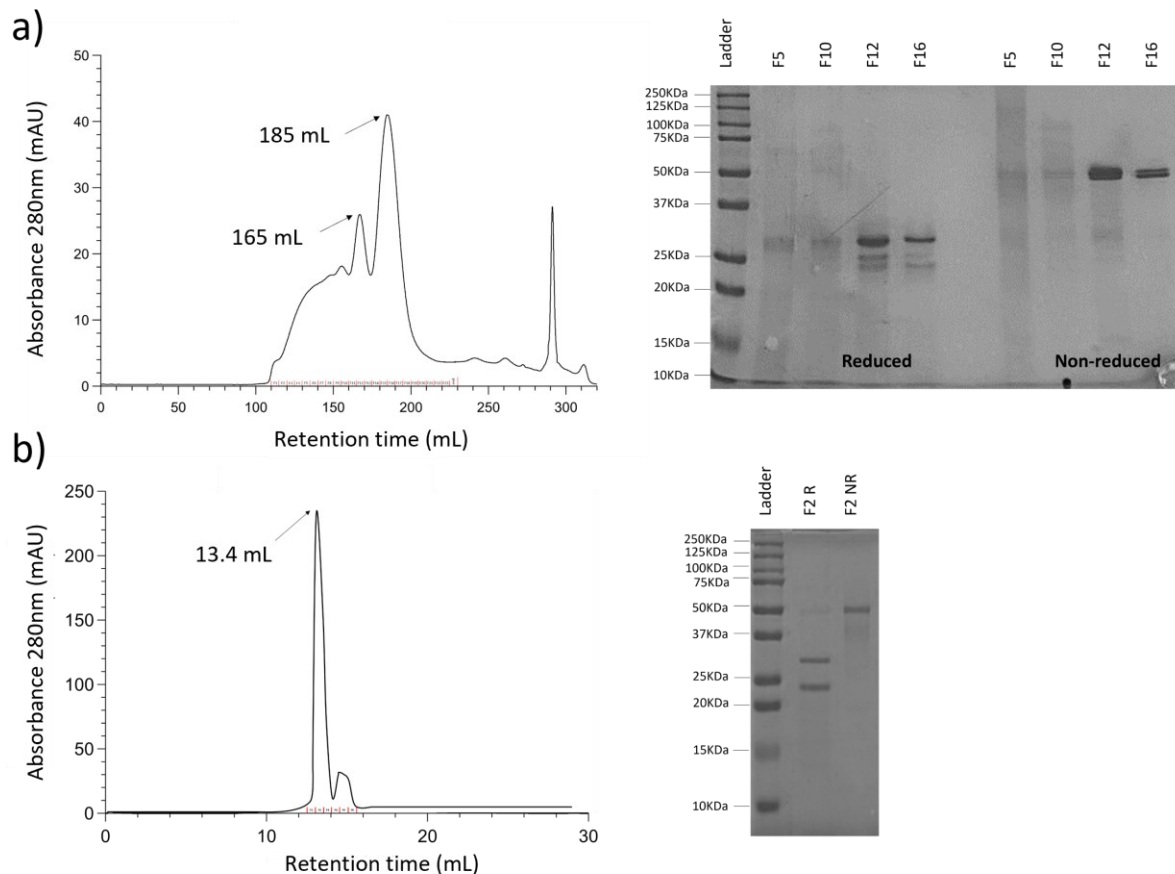 a)
Absorbance 280nm (mAU)
50
40
30
20
10
0
185 mL
165 mL
0 50 100 150 200 250 300
Retention time (mL)
Ladder F5 F10 F12 F16 F5 F10 F12 F16
250KDa
125KDa
100KDa
75KDa
50KDa
37KDa
25KDa
20KDa
15KDa
10KDa
Reduced Non-reduced
b)
Absorbance 280nm (mAU)
250
200
150
100
50
0
13.4 mL
0 10 20 30
Retention time (mL)
Ladder F2 R F2 NR
250KDa
125KDa
100KDa
75KDa
50KDa
37KDa
25KDa
20KDa
15KDa
10KDa